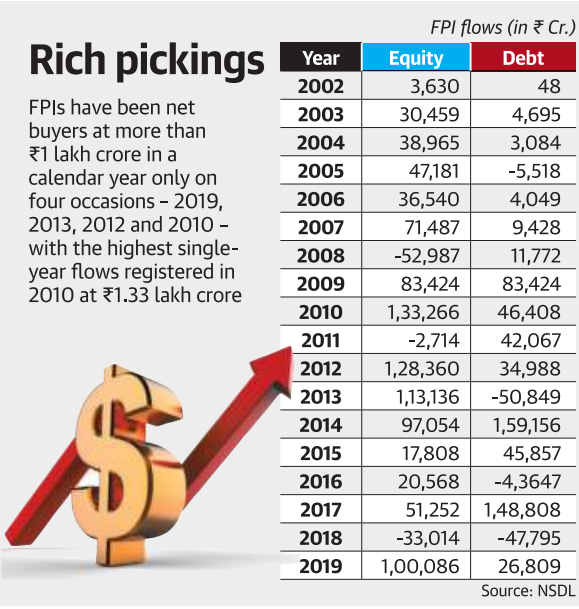 Rich pickings
FPIs have been net
buyers at more than
₹1 lakh crore in a
calendar year only on
four occasions – 2019,
2013, 2012 and 2010 –
with the highest single-
year flows registered in
2010 at ₹1.33 lakh crore
FPI flows (in ₹ Cr.)
Year Equity Debt
2002 3,630 48
2003 30,459 4,695
2004 38,965 3,084
2005 47,181 -5,518
2006 36,540 4,049
2007 71,487 9,428
2008 -52,987 11,772
2009 83,424 83,424
2010 1,33,266 46,408
2011 -2,714 42,067
2012 1,28,360 34,988
2013 1,13,136 -50,849
2014 97,054 1,59,156
2015 17,808 45,857
2016 20,568 -4,3647
2017 51,252 1,48,808
2018 -33,014 -47,795
2019 1,00,086 26,809
Source: NSDL